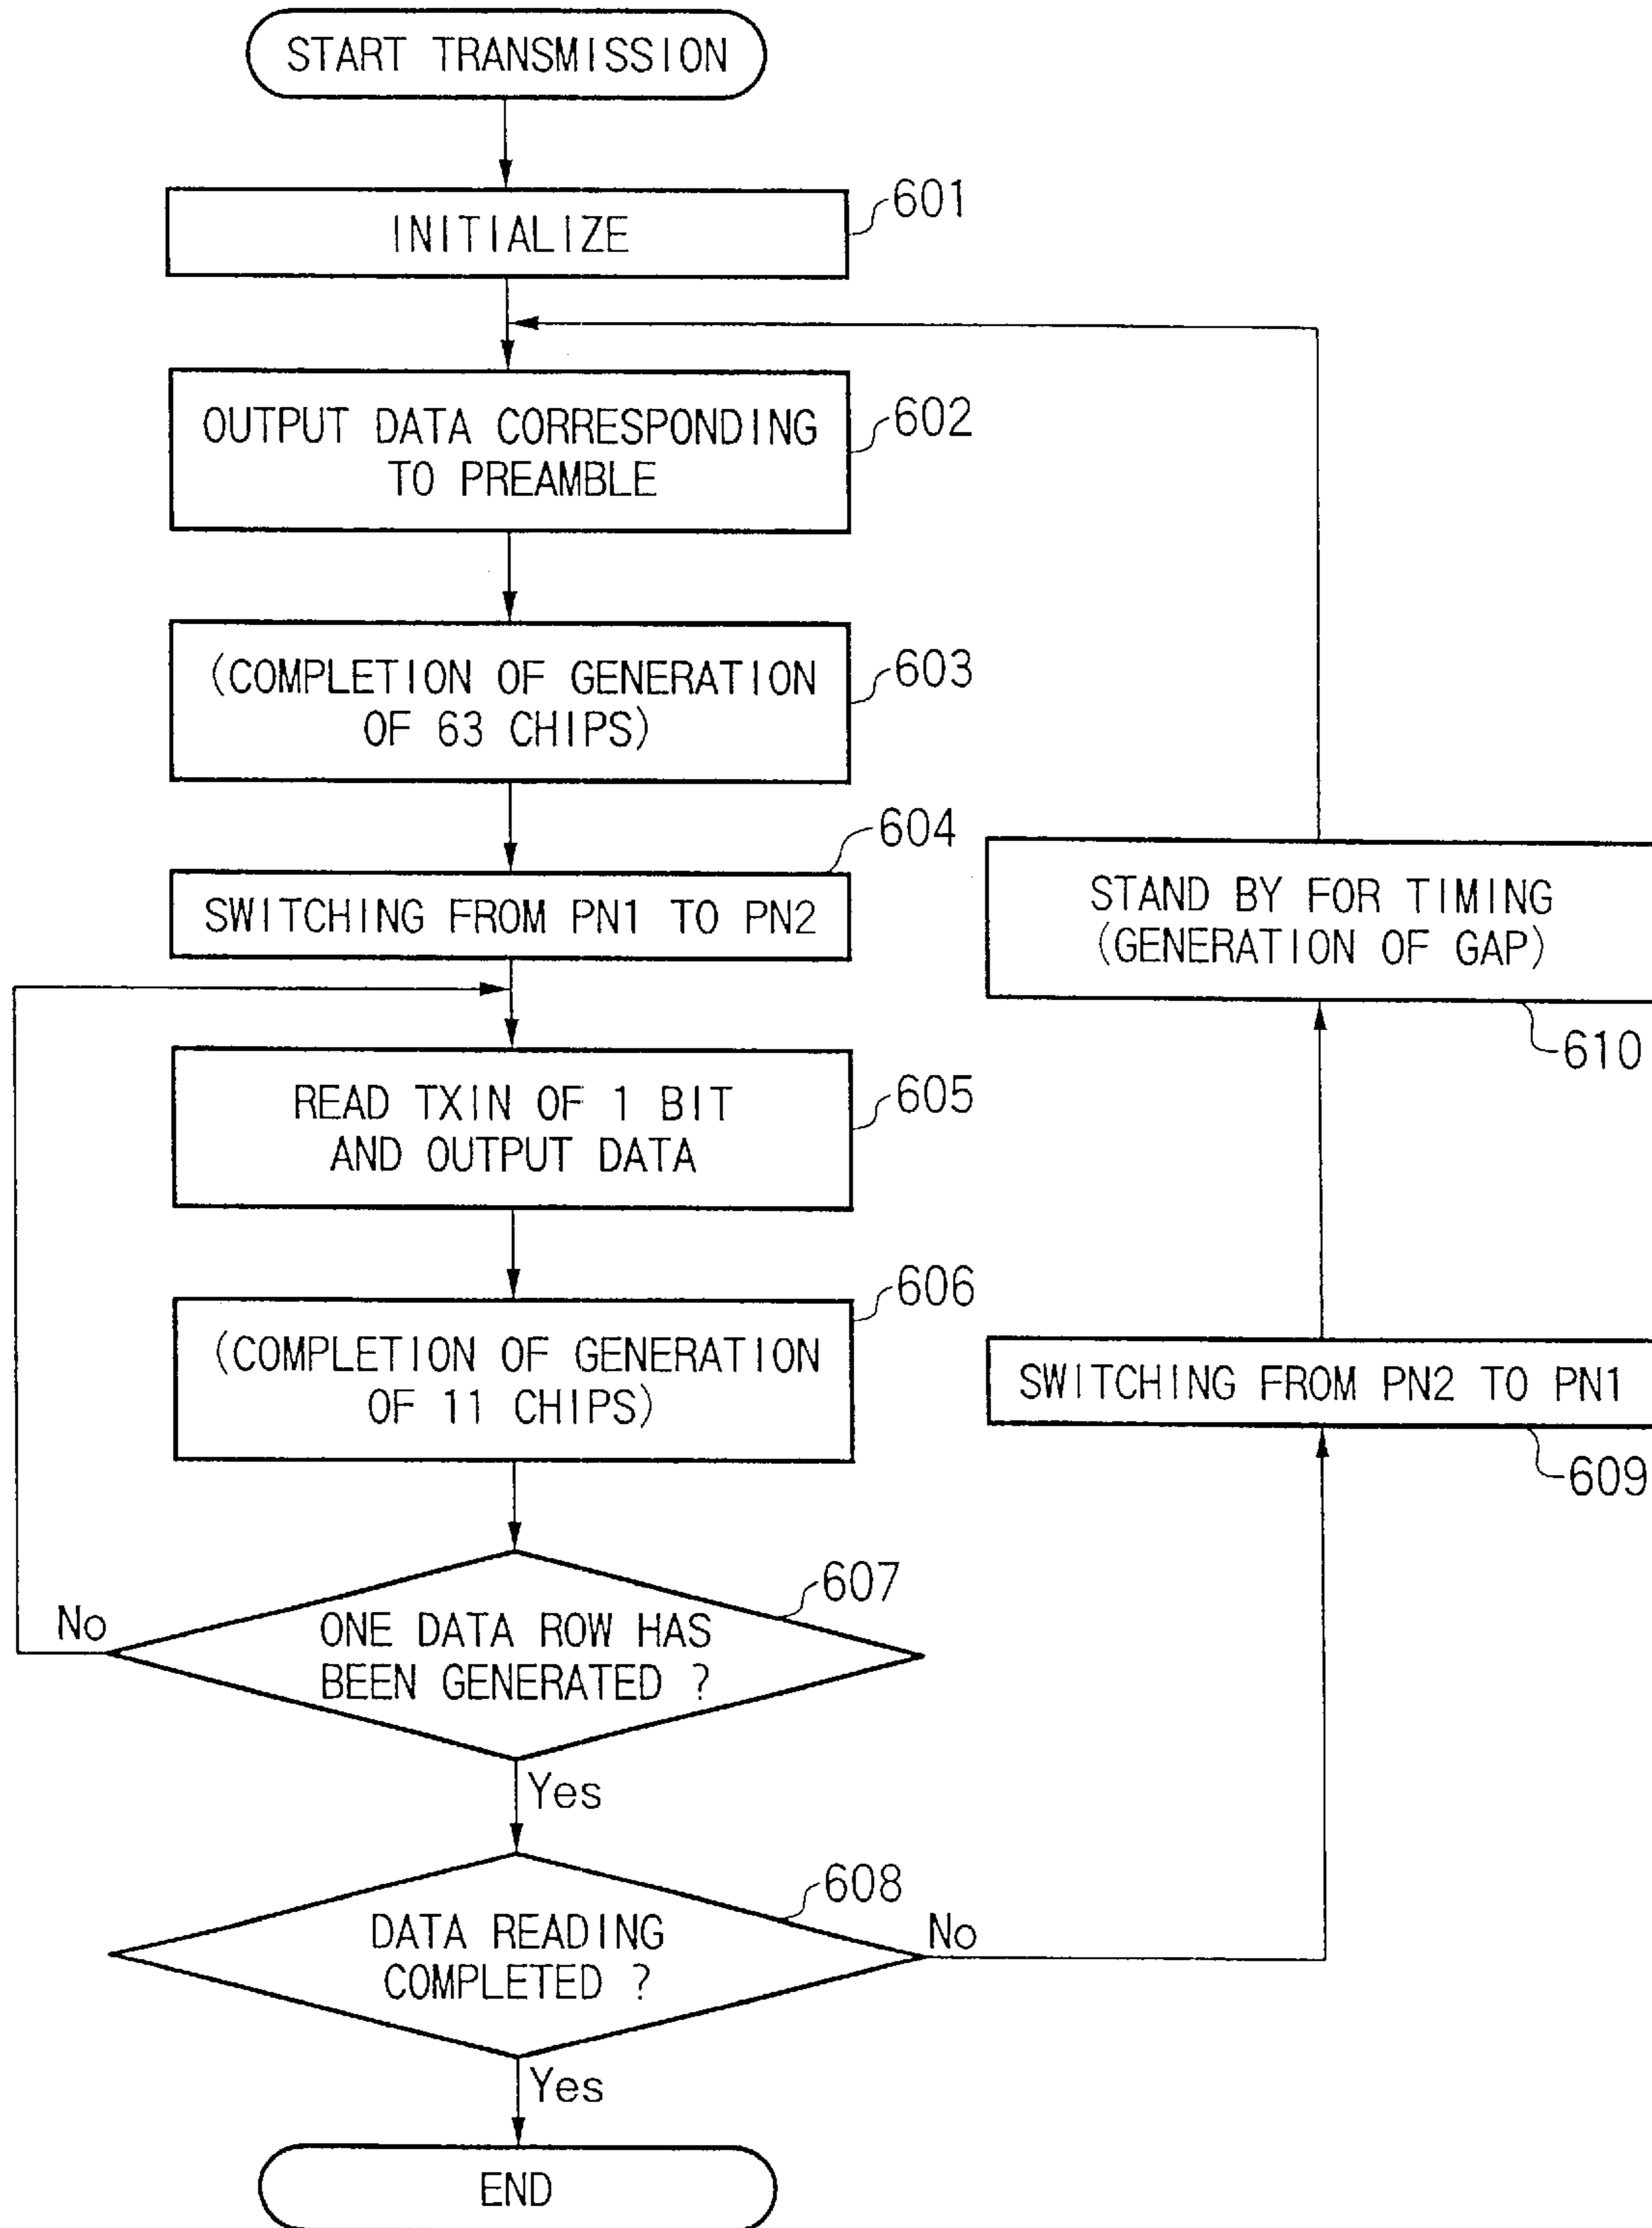 START TRANSMISSION
INITIALIZE
601
OUTPUT DATA CORRESPONDING
TO PREAMBLE
602
(COMPLETION OF GENERATION
OF 63 CHIPS)
603
SWITCHING FROM PN1 TO PN2
604
READ TXIN OF 1 BIT
AND OUTPUT DATA
605
(COMPLETION OF GENERATION
OF 11 CHIPS)
606
ONE DATA ROW HAS
BEEN GENERATED ?
607
No
Yes
DATA READING
COMPLETED ?
608
No
Yes
END
SWITCHING FROM PN2 TO PN1
609
STAND BY FOR TIMING
(GENERATION OF GAP)
610